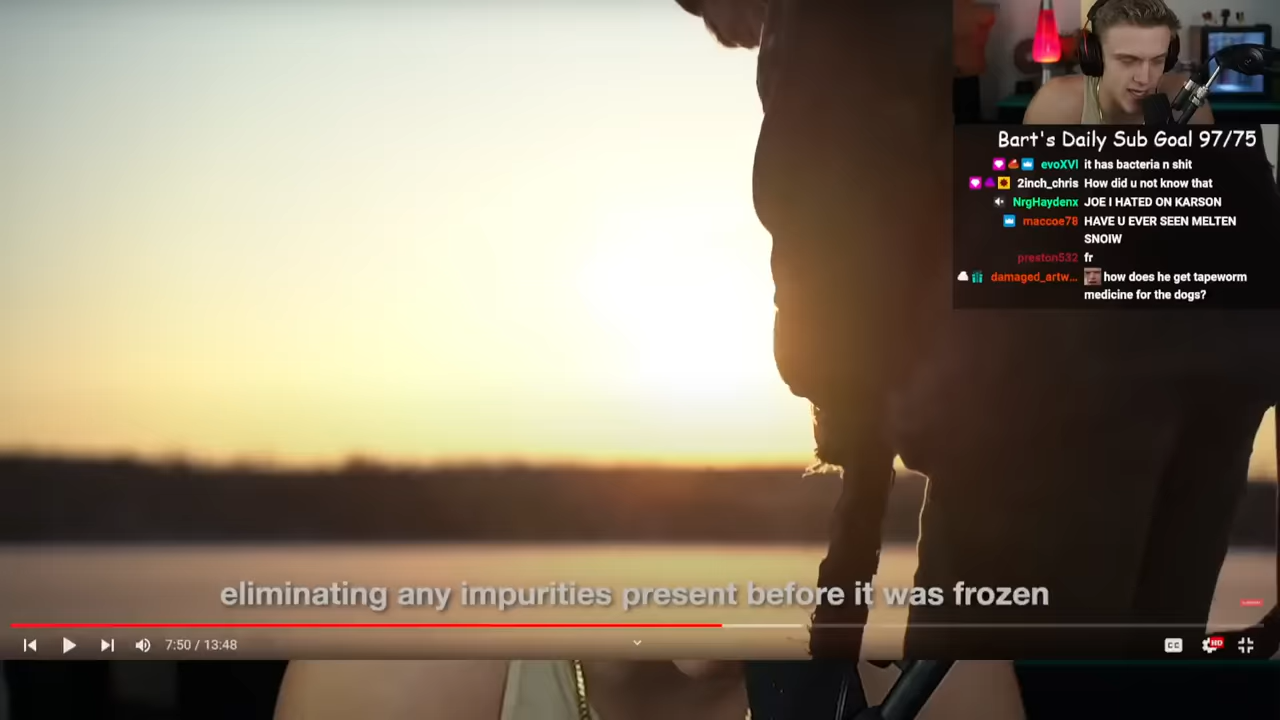 Bart's Daily Sub Goal 97/75
evoXVI it has bacteria n shit
2inch_chris How did u not know that
NrgHaydenx JOE I HATED ON KARSON
maccoe78 HAVE U EVER SEEN MELTEN
SNOIW
preston532 fr
damaged_artw... how does he get tapeworm
medicine for the dogs?
eliminating any impurities present before it was frozen
7:50 / 13:48
CC
HD